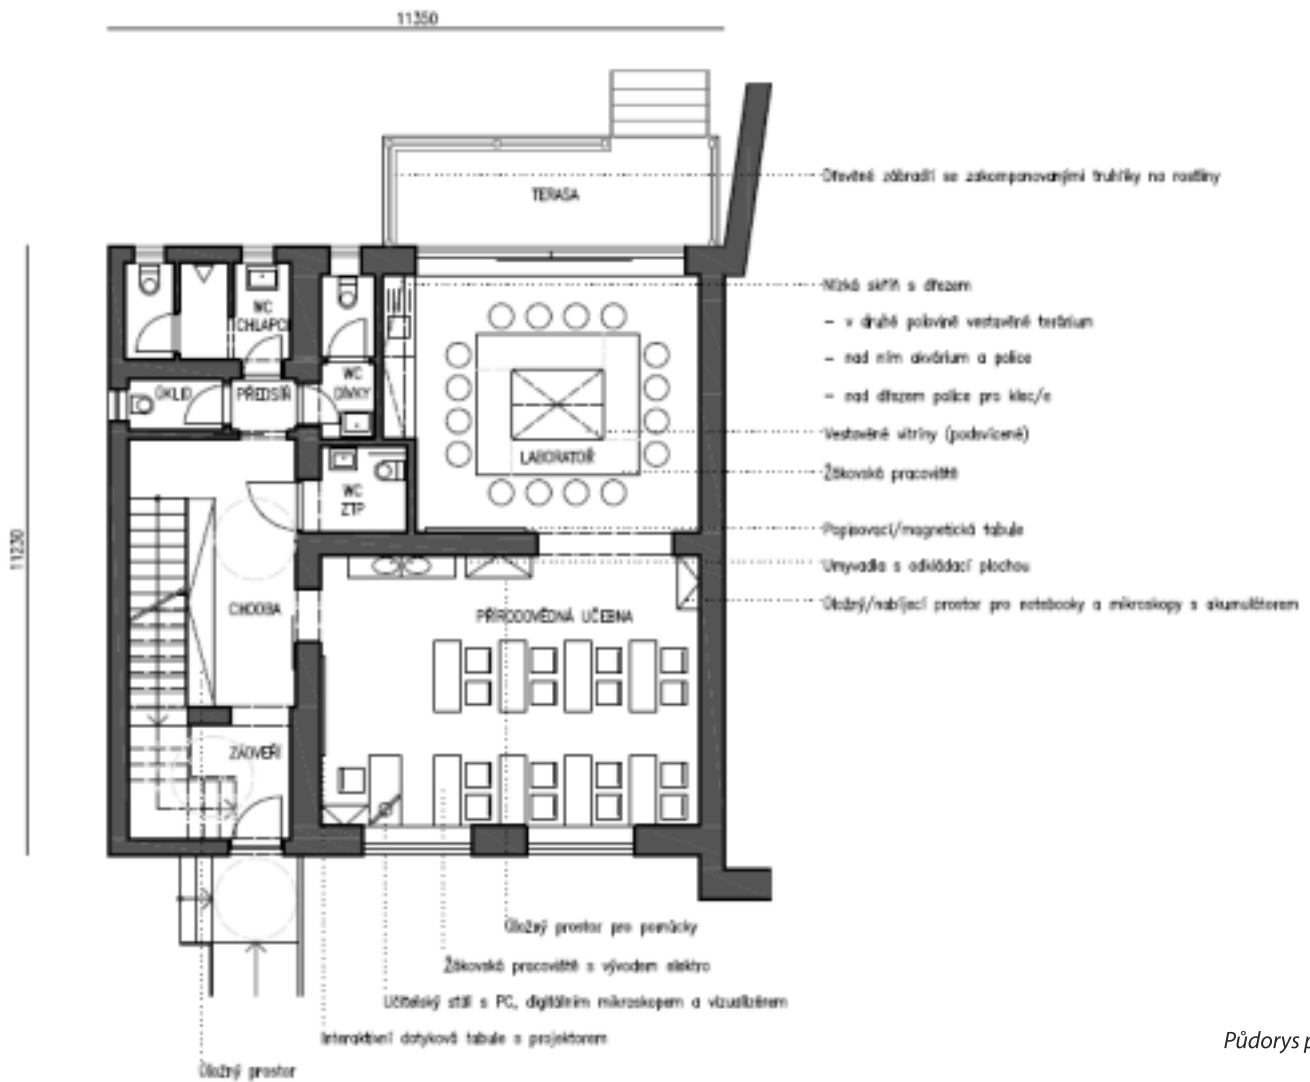 11350
TERASA
Dřevěné zábradlí se zakomponovanými truhlíky na rostliny
Nízká skříň s dřezem
– v druhé polovině vestavěné terárium
– nad ním akvárium a police
– nad dřezem police pro klec/e
Vestavěné vitríny (podsvícené)
Žákovská pracoviště
Popisovací/magnetická tabule
Umyvadla s odkládací plochou
Úložný/nabíjecí prostor pro notebooky a mikroskopy s akumulátorem
WC
CHLAPCI
ÚKLID
PŘEDSÍŇ
WC
DÍVKY
LABORATOŘ
WC
ZTP
11230
CHODBA
PŘÍRODOVĚDNÁ UČEBNA
ZÁDVEŘÍ
Úložný prostor pro pomůcky
Žákovská pracoviště s vývodem elektro
Učitelský stůl s PC, digitálním mikroskopem a vizualizérem
Interaktivní dotyková tabule s projektorem
Úložný prostor
Půdorys p